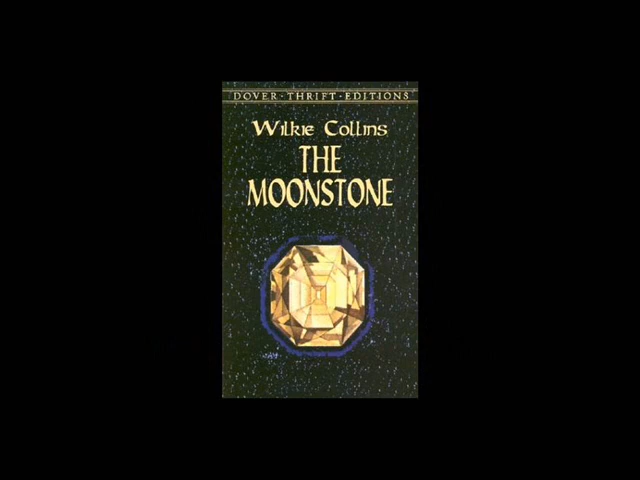 DOVER · THRIFT · EDITIONS
Wilkie Collins
THE
MOONSTONE